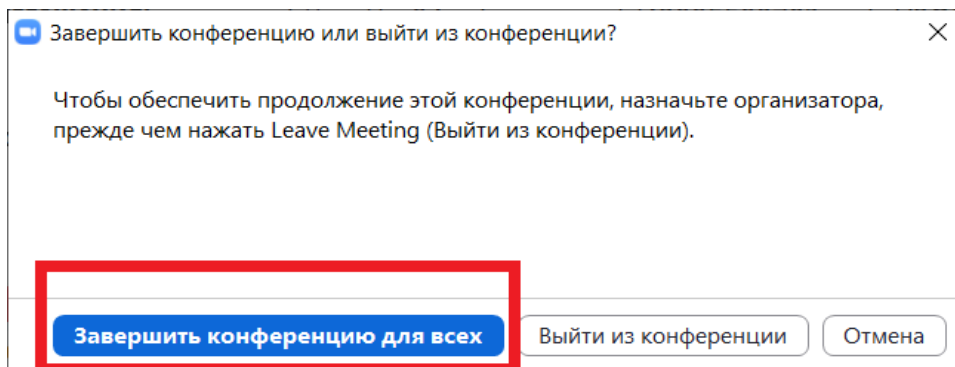 Завершить конференцию или выйти из конференции?
Чтобы обеспечить продолжение этой конференции, назначьте организатора,
прежде чем нажать Leave Meeting (Выйти из конференции).
Завершить конференцию для всех Выйти из конференции Отмена